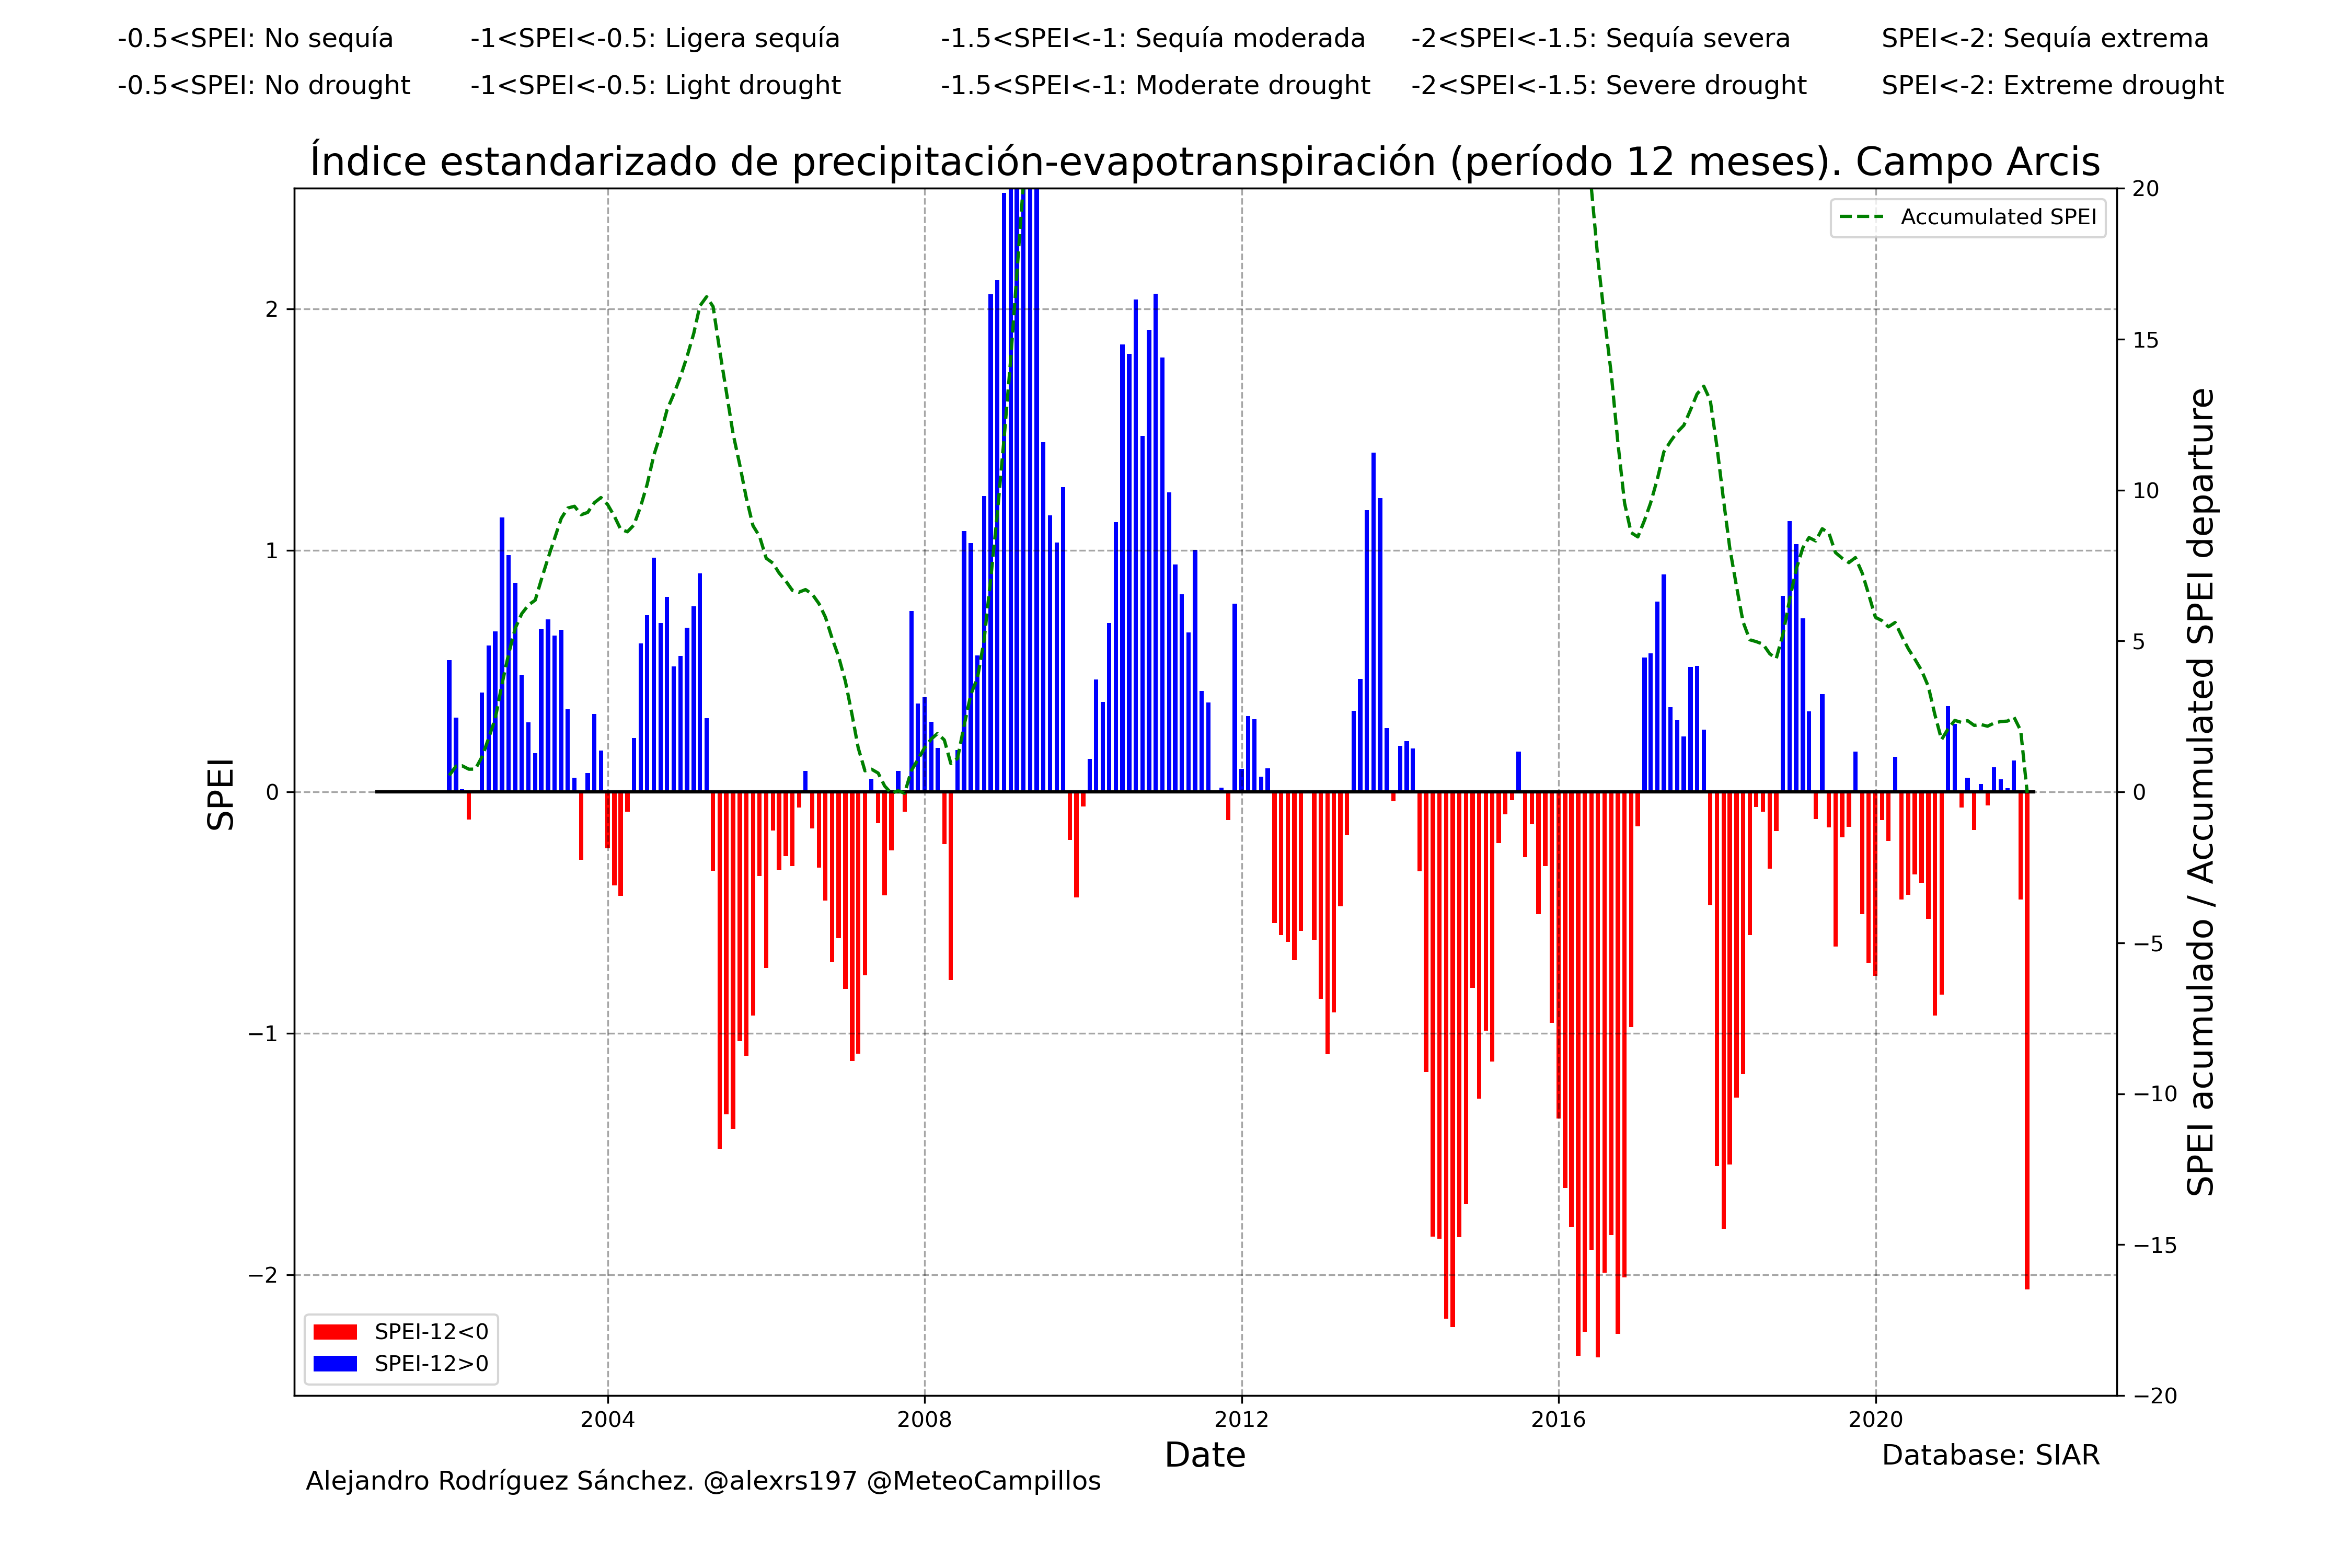 -0.5<SPEI: No sequía -1<SPEI<-0.5: Ligera sequía -1.5<SPEI<-1: Sequía moderada -2<SPEI<-1.5: Sequía severa SPEI<-2: Sequía extrema
-0.5<SPEI: No drought -1<SPEI<-0.5: Light drought -1.5<SPEI<-1: Moderate drought -2<SPEI<-1.5: Severe drought SPEI<-2: Extreme drought
Índice estandarizado de precipitación-evapotranspiración (período 12 meses). Campo Arcis
Accumulated SPEI
SPEI
2
1
0
−1
−2
20
15
10
5
0
−5
−10
−15
−20
SPEI acumulado / Accumulated SPEI departure
SPEI-12<0
SPEI-12>0
2004 2008 2012 2016 2020
Date
Database: SIAR
Alejandro Rodríguez Sánchez. @alexrs197 @MeteoCampillos